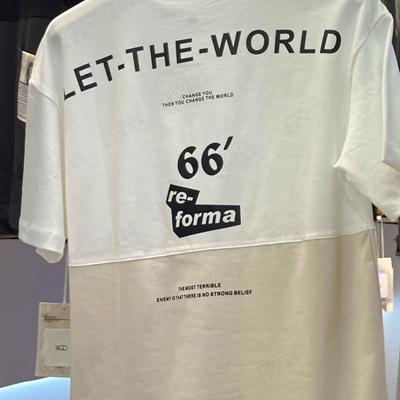 LET-THE-WORLD
CHANGE YOU
THEN YOU CHANGE THE WORLD
66'
re-
forma
THE MOST TERRIBLE
ENEMY IS THAT THERE IS NO STRONG BELIEF